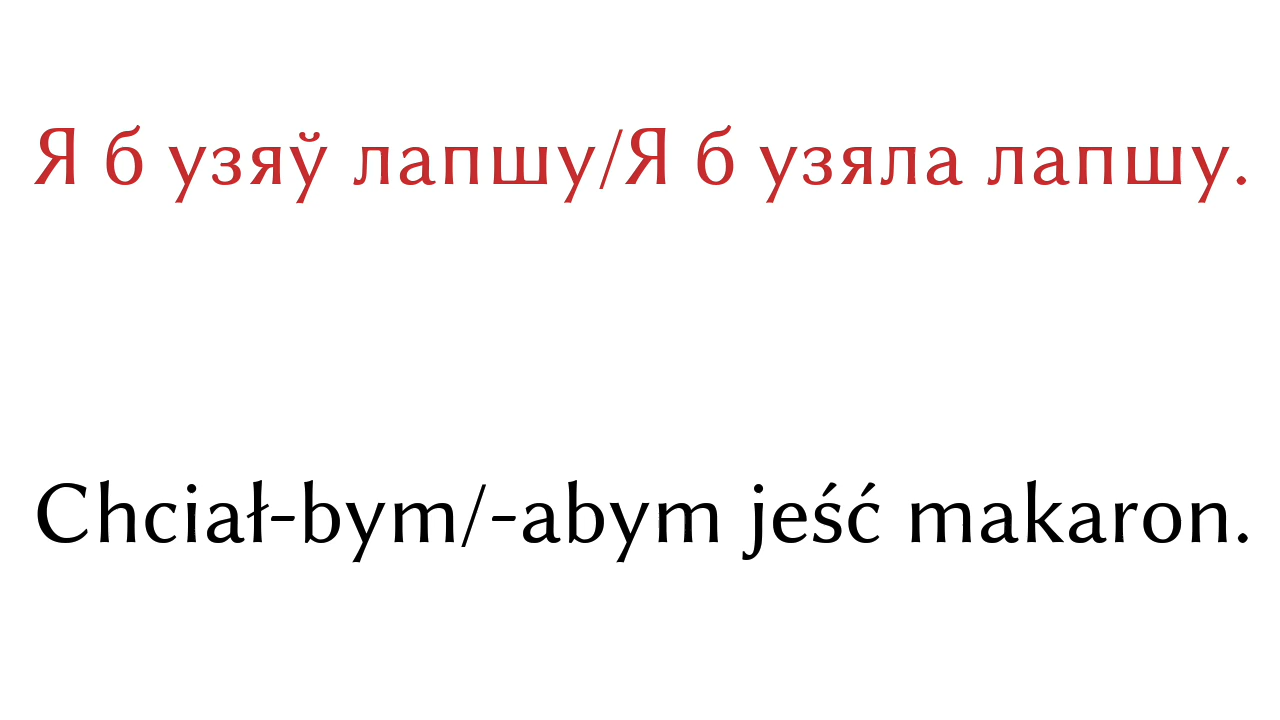 Я б узяў лапшу/Я б узяла лапшу.
Chciał-bym/-abym jeść makaron.